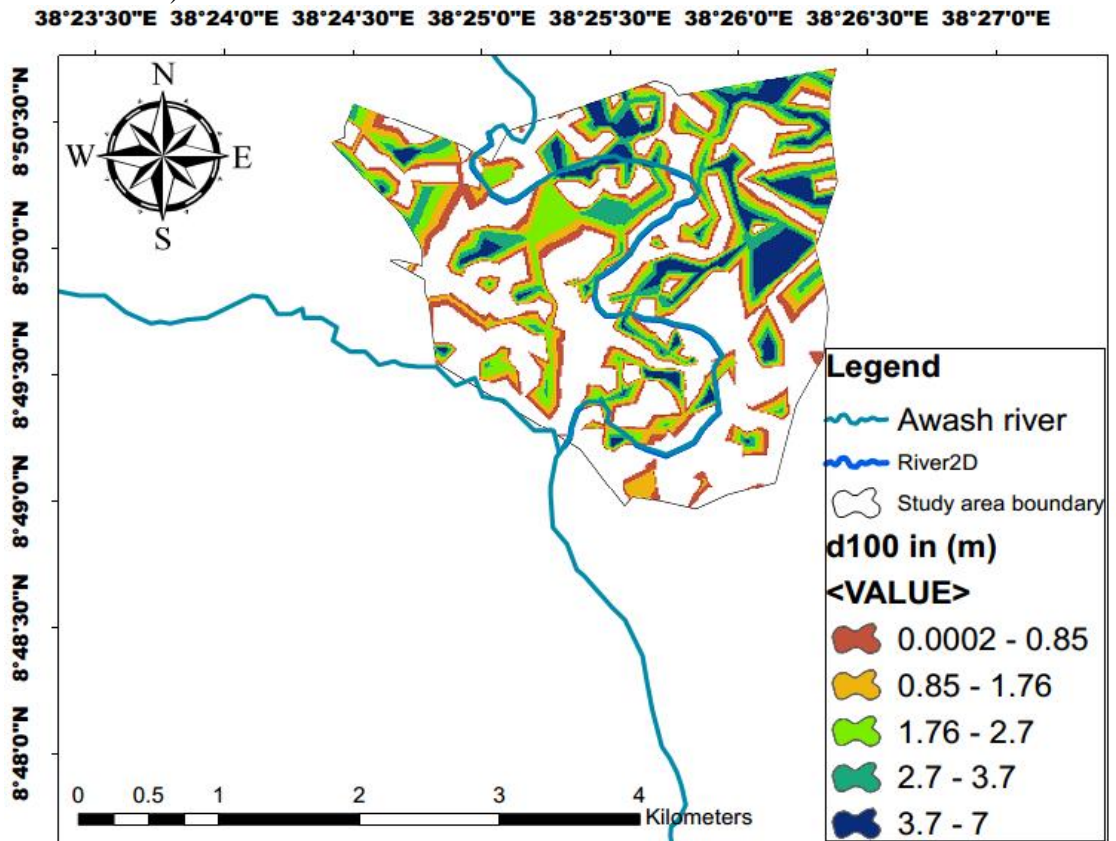 38°23'30"E 38°24'0"E 38°24'30"E 38°25'0"E 38°25'30"E 38°26'0"E 38°26'30"E 38°27'0"E
N
W E
S
8°50'30"N
8°50'0"N
8°49'30"N
8°49'0"N
8°48'30"N
8°48'0"N
Legend
Awash river
River2D
Study area boundary
d100 in (m)
<VALUE>
0.0002 - 0.85
0.85 - 1.76
1.76 - 2.7
2.7 - 3.7
3.7 - 7
0 0.5 1 2 3 4
Kilometers